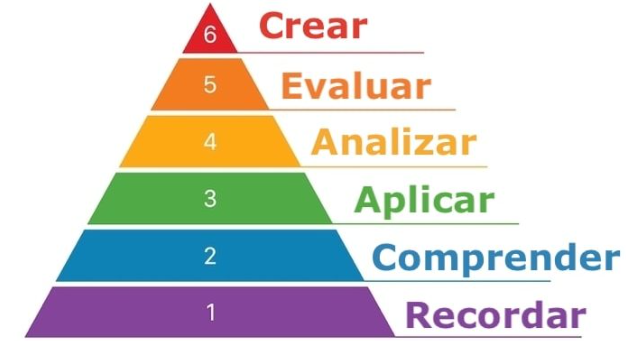 6 Crear
5 Evaluar
4 Analizar
3 Aplicar
2 Comprender
1 Recordar